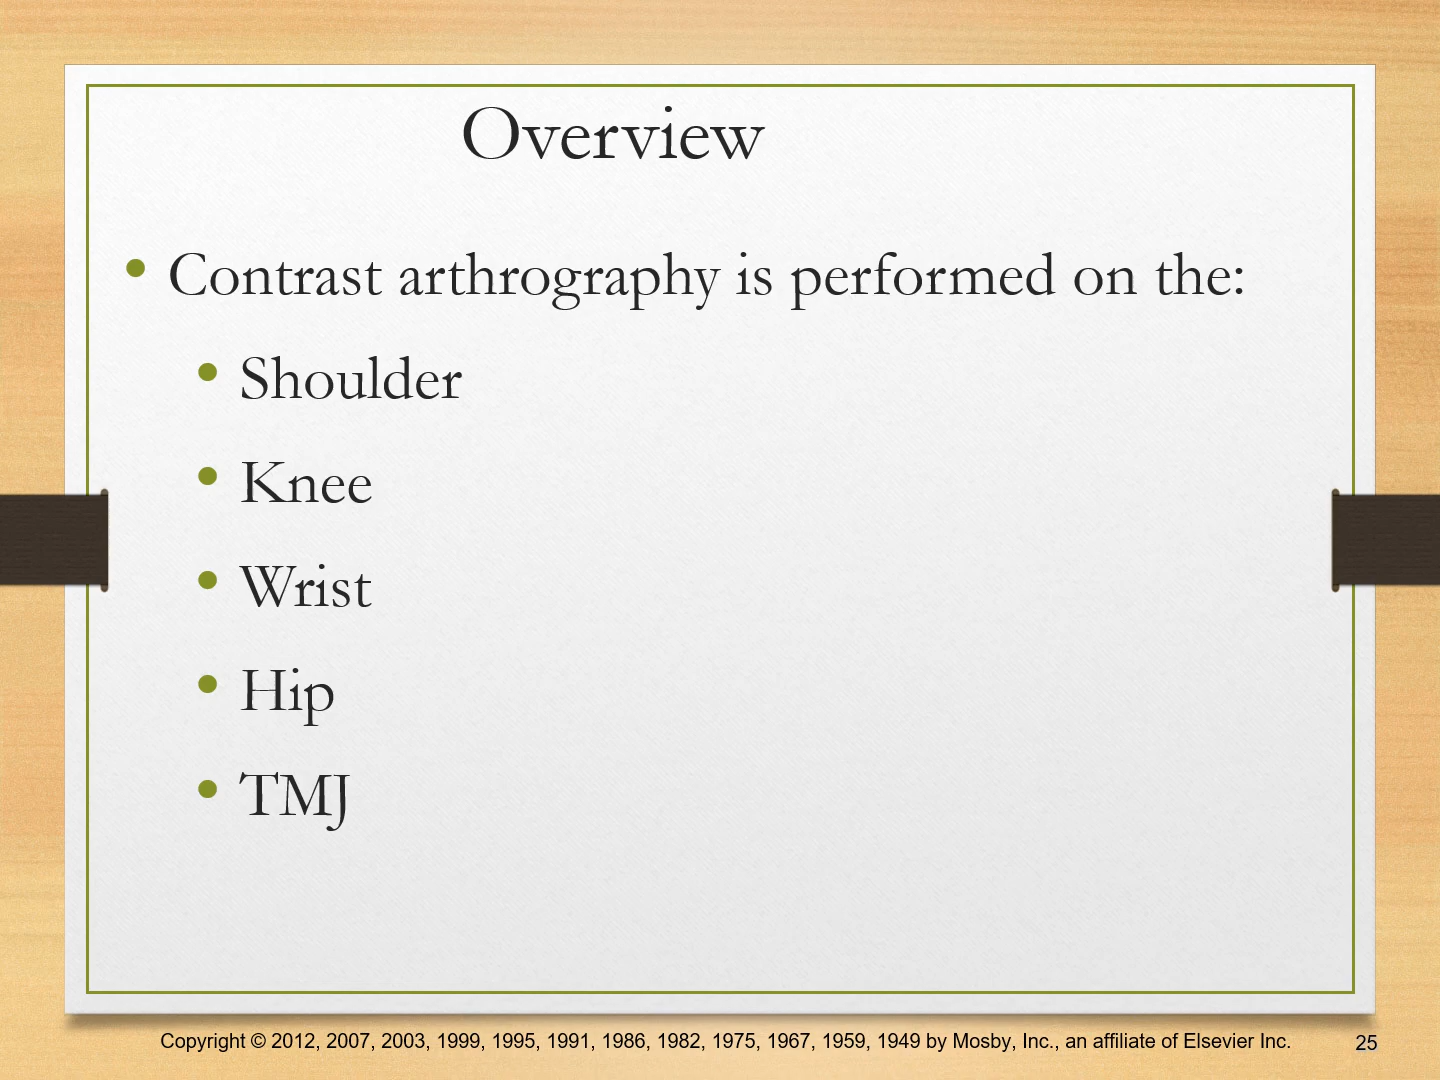 Overview
• Contrast arthrography is performed on the:
• Shoulder
• Knee
• Wrist
• Hip
• TMJ
Copyright © 2012, 2007, 2003, 1999, 1995, 1991, 1986, 1982, 1975, 1967, 1959, 1949 by Mosby, Inc., an affiliate of Elsevier Inc. 25